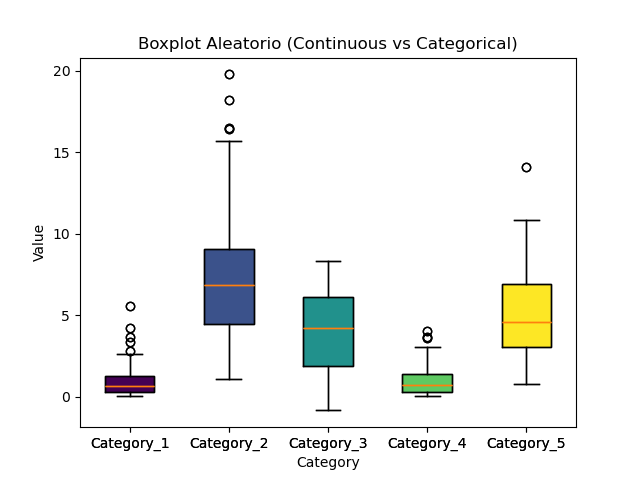 Boxplot Aleatorio (Continuous vs Categorical)
20
15
10
5
0
Value
Category_1 Category_2 Category_3 Category_4 Category_5
Category